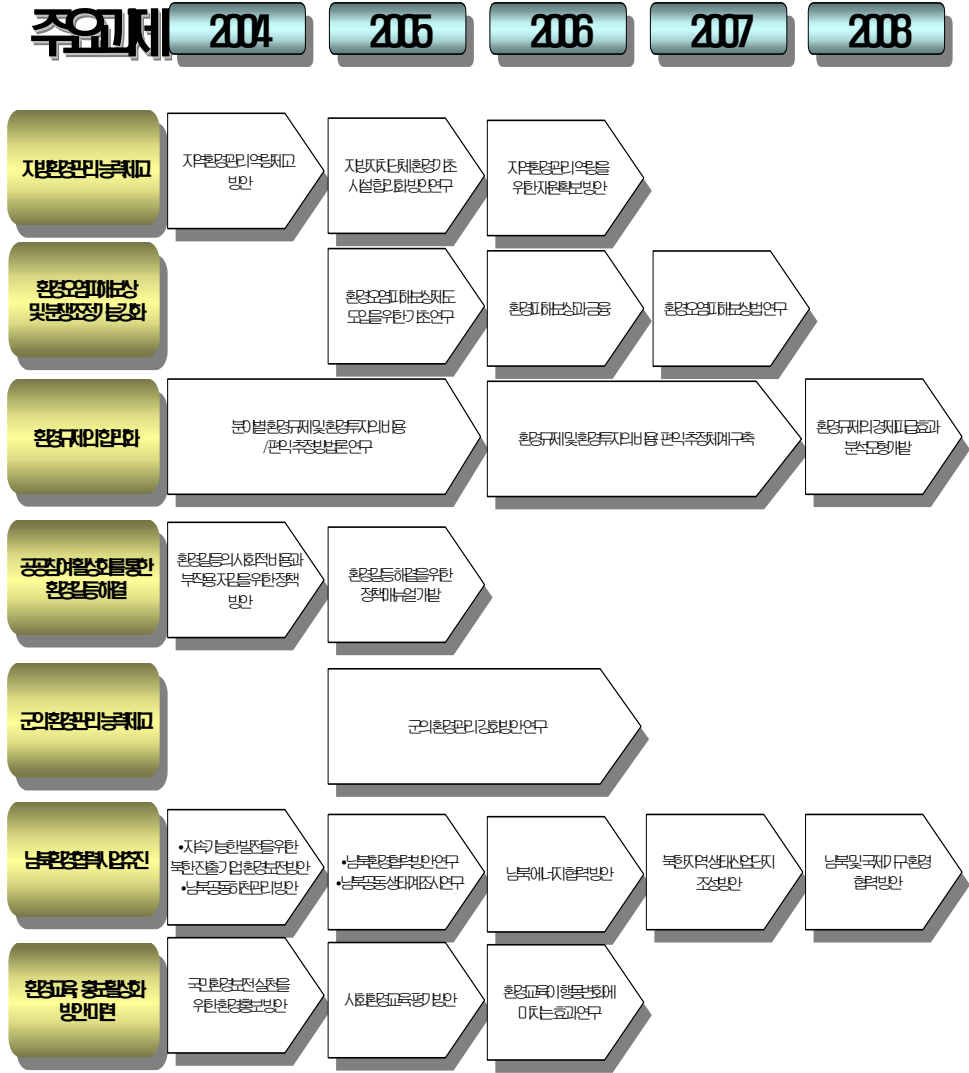 주요과제 2004 2005 2006 2007 2008
지방환경관리능력제고
지역환경관리 역량제고
방안
지방자치단체 환경기초
시설 합리화 방안 연구
지역환경관리 역량을
위한 재원확보 방안
환경오염피해보상
및 분쟁조정기능강화
환경오염피해보상제도
도입을 위한 기초연구
환경피해보상과 금융
환경오염피해보상법 연구
환경규제의 합리화
분야별 환경규제 및 환경투자의 비용
/편익 추정방법론 연구
환경규제 및 환경투자의 비용 편익 추정체계 구축
환경규제의 경제파급효과
분석모형 개발
공공참여 활성화를 통한
환경갈등 해결
환경갈등의 사회적 비용과
부작용 저감을 위한 정책
방안
환경갈등 해결을 위한
정책매뉴얼 개발
군의 환경관리능력제고
군의 환경관리 강화방안 연구
남북환경협력사업추진
•지속가능한 발전을 위한
북한진출기업 환경보전방안
•남북공동하천관리 방안
•남북환경협력방안 연구
•남북공동 생태계조사 연구
남북에너지협력 방안
북한지역 생태산업단지
조성방안
남북 및 국제기구 환경
협력 방안
환경교육 홍보활성화
방안마련
국민환경보전 실천을
위한 환경홍보 방안
사회환경교육 평가 방안
환경교육이 행동변화에
미치는 효과 연구